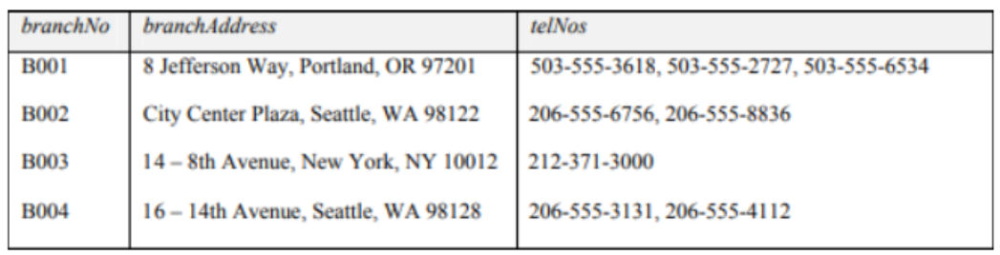 branchNo branchAddress telNos
B001 8 Jefferson Way, Portland, OR 97201 503-555-3618, 503-555-2727, 503-555-6534
B002 City Center Plaza, Seattle, WA 98122 206-555-6756, 206-555-8836
B003 14 – 8th Avenue, New York, NY 10012 212-371-3000
B004 16 – 14th Avenue, Seattle, WA 98128 206-555-3131, 206-555-4112